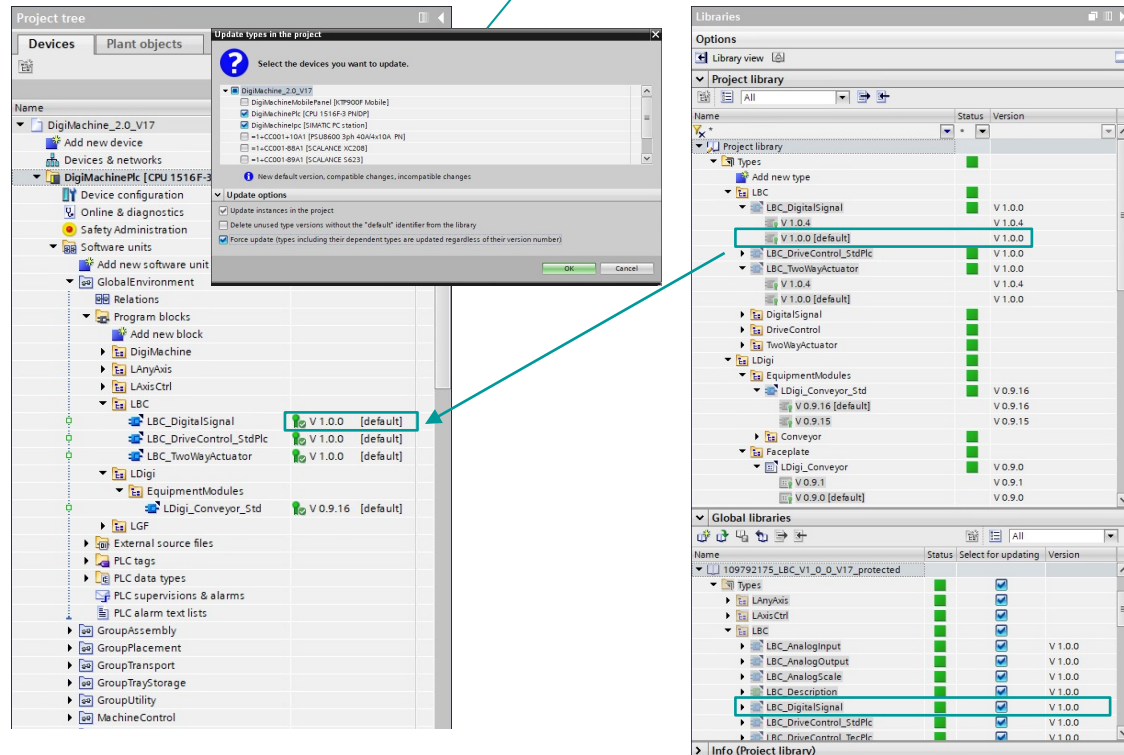 Project tree
Devices
Plant objects
Name
DigiMachine_2.0_V17
Add new device
Devices & networks
DigiMachinePlc [CPU 1516F-3
Device configuration
Online & diagnostics
Safety Administration
Software units
Add new software unit
GlobalEnvironment
Relations
Program blocks
Add new block
DigiMachine
LAnyAxis
LAxisCtrl
LBC
LBC_DigitalSignal V 1.0.0 [default]
LBC_DriveControl_StdPlc V 1.0.0 [default]
LBC_TwoWayActuator V 1.0.0 [default]
LDigi
EquipmentModules
LDigi_Conveyor_Std V 0.9.16 [default]
LGF
External source files
PLC tags
PLC data types
PLC supervisions & alarms
PLC alarm text lists
GroupAssembly
GroupPlacement
GroupTransport
GroupTrayStorage
GroupUtility
MachineControl
Update types in the project
Select the devices you want to update.
DigiMachine_2.0_V17
DigiMachineMobilePanel [KTP900F Mobile]
DigiMachinePlc [CPU 1516F-3 PN/DP]
DigiMachineIpc [SIMATIC PC station]
=1+CC001+10A1 [PSU8600 3ph 40A/4x10A PN]
=1+CC001-88A1 [SCALANCE XC208]
=1+CC001-89A1 [SCALANCE S623]
New default version, compatible changes, incompatible changes
Update options
Update instances in the project
Delete unused type versions without the "default" identifier from the library
Force update (types including their dependent types are updated regardless of their version number)
OK Cancel
Libraries
Options
Library view
Project library
All
Name Status Version
* *
Project library
Types
Add new type
LBC
LBC_DigitalSignal V 1.0.0
V 1.0.4 V 1.0.4
V 1.0.0 [default] V 1.0.0
LBC_DriveControl_StdPlc V 1.0.0
LBC_TwoWayActuator V 1.0.0
V 1.0.4 V 1.0.4
V 1.0.0 [default] V 1.0.0
DigitalSignal
DriveControl
TwoWayActuator
LDigi
EquipmentModules
LDigi_Conveyor_Std V 0.9.16
V 0.9.16 [default] V 0.9.16
V 0.9.15 V 0.9.15
Conveyor
Faceplate
LDigi_Conveyor V 0.9.0
V 0.9.1 V 0.9.1
V 0.9.0 [default] V 0.9.0
Global libraries
All
Name Status Select for updating Version
109792175_LBC_V1_0_0_V17_protected
Types
LAnyAxis
LAxisCtrl
LBC
LBC_AnalogInput V 1.0.0
LBC_AnalogOutput V 1.0.0
LBC_AnalogScale V 1.0.0
LBC_Description V 1.0.0
LBC_DigitalSignal V 1.0.0
LBC_DriveControl_StdPlc V 1.0.0
LBC_DriveControl_TecPlc V 1.0.0
Info (Project library)